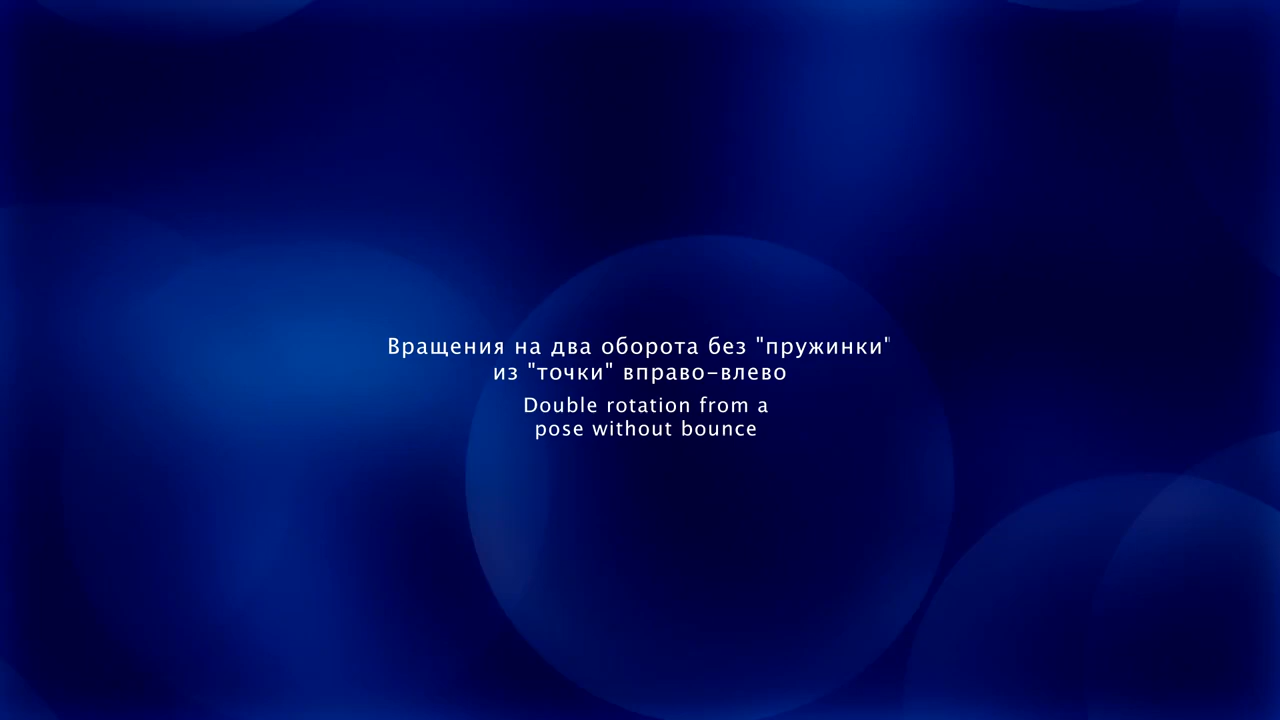 Вращения на два оборота без "пружинки"
из "точки" вправо-влево
Double rotation from a
pose without bounce